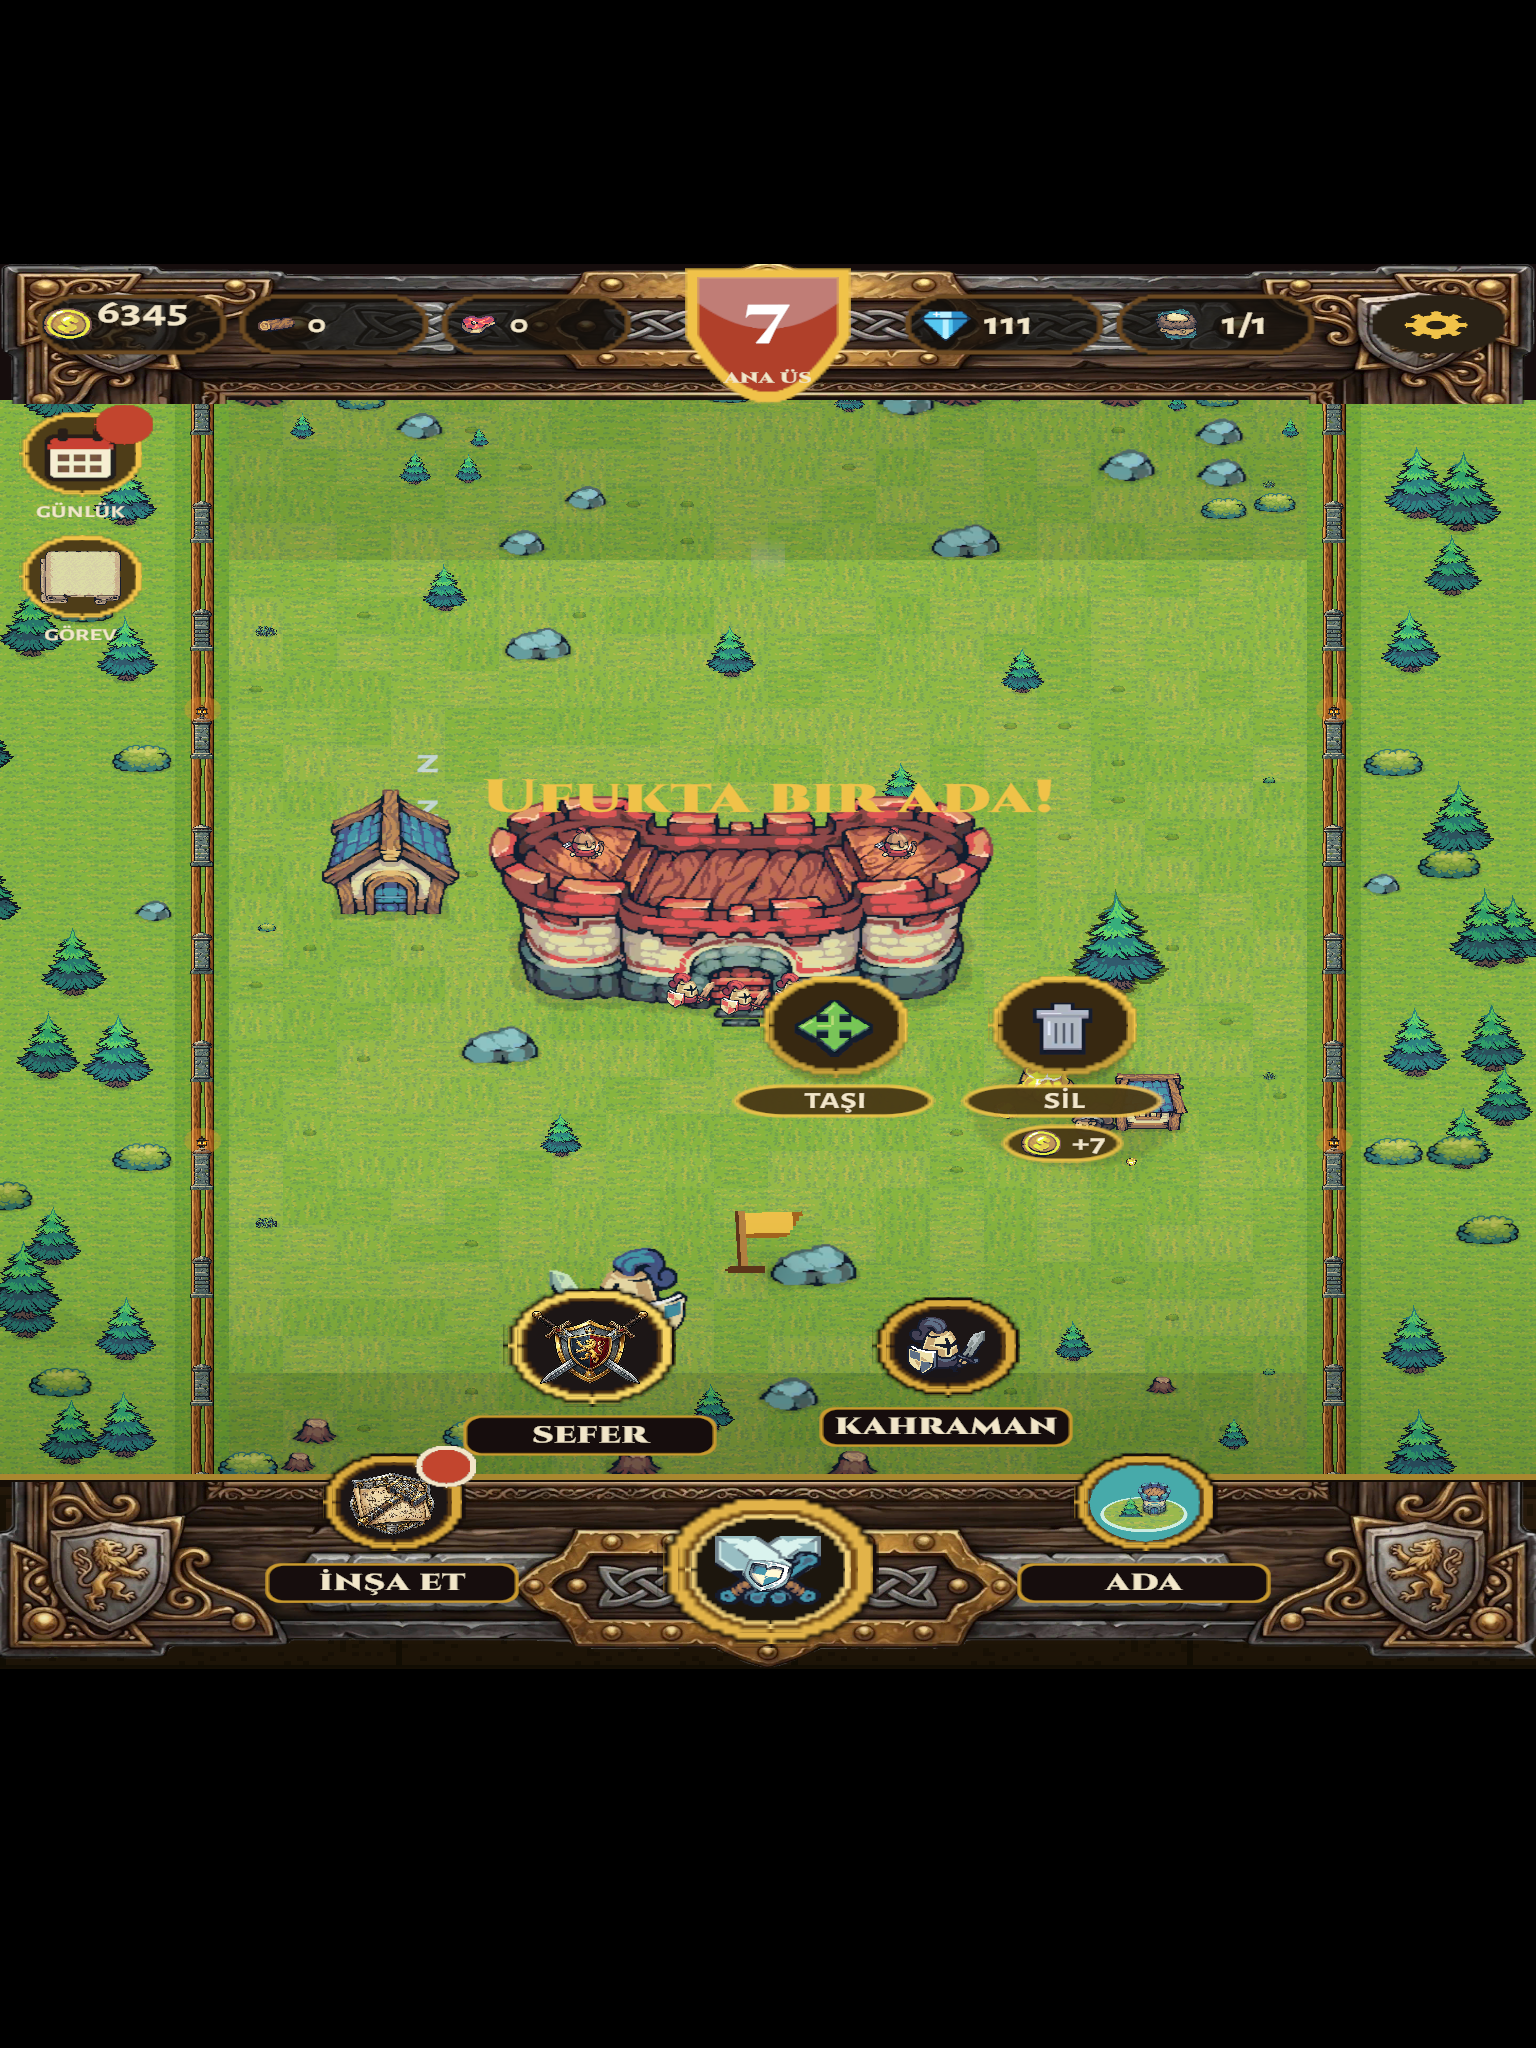 6345
0
0
7
ANA ÜS
111
1/1
GÜNLÜK
GÖREV
Z
Z
UFUKTA BIR ADA!
TAŞI
SİL
+7
SEFER
KAHRAMAN
İNŞA ET
ADA